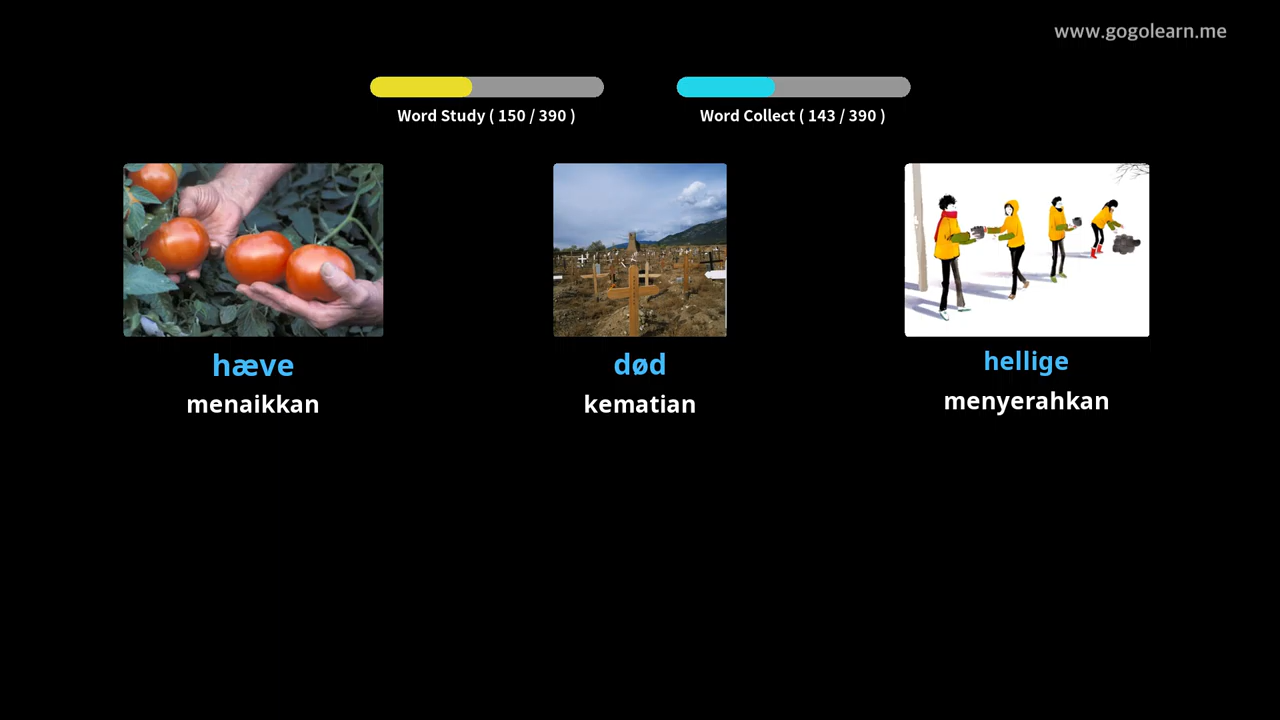 www.gogolearn.me
Word Study ( 150 / 390 )
Word Collect ( 143 / 390 )
hæve
menaikkan
død
kematian
hellige
menyerahkan